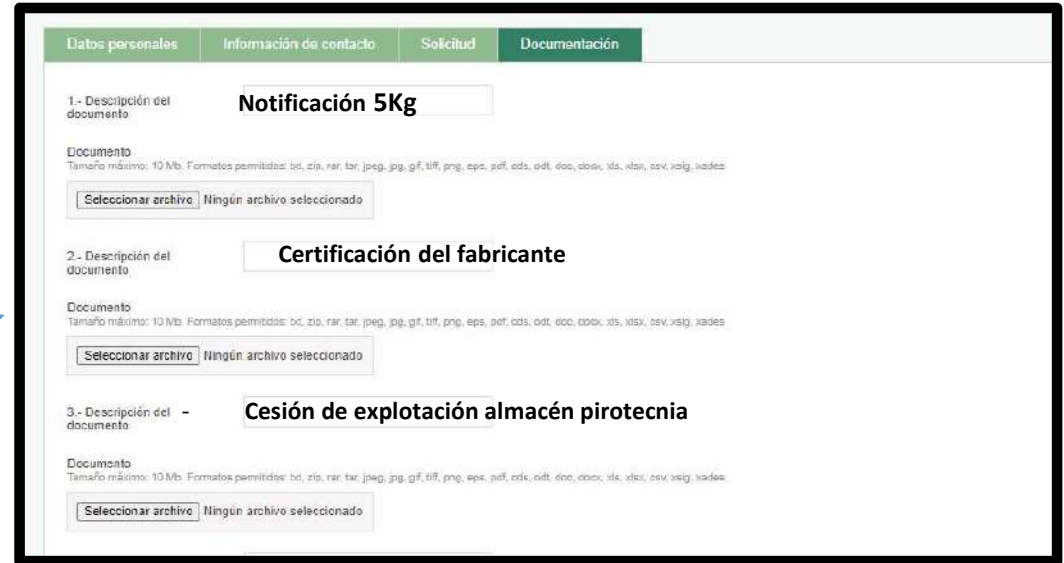 Datos personales Información de contacto Solicitud Documentación
1.- Descripción del documento
Notificación 5Kg
Documento
Tamaño máximo: 10 Mb. Formatos permitidos: txt, zip, rar, tar, jpeg, jpg, gif, tiff, png, eps, pdf, ods, odt, doc, docx, xls, xlsx, csv, xsig, xades
Seleccionar archivo Ningún archivo seleccionado
2.- Descripción del documento
Certificación del fabricante
Documento
Tamaño máximo: 10 Mb. Formatos permitidos: txt, zip, rar, tar, jpeg, jpg, gif, tiff, png, eps, pdf, ods, odt, doc, docx, xls, xlsx, csv, xsig, xades
Seleccionar archivo Ningún archivo seleccionado
3.- Descripción del documento
- Cesión de explotación almacén pirotecnia
Documento
Tamaño máximo: 10 Mb. Formatos permitidos: txt, zip, rar, tar, jpeg, jpg, gif, tiff, png, eps, pdf, ods, odt, doc, docx, xls, xlsx, csv, xsig, xades
Seleccionar archivo Ningún archivo seleccionado